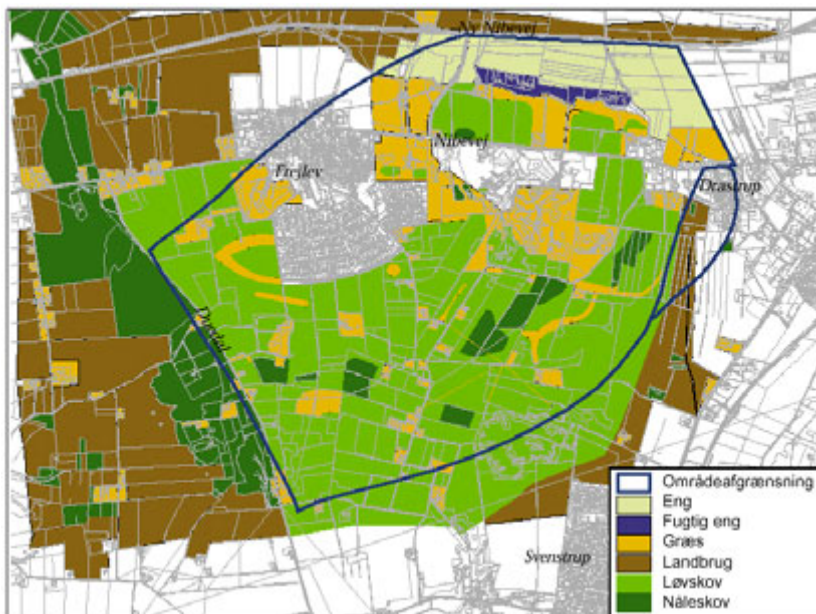 Ny Nibevej
Nibevej
Frejlev
Drastrup
Svenstrup
Områdeafgrænsning
Eng
Fugtig eng
Græs
Landbrug
Løvskov
Nåleskov